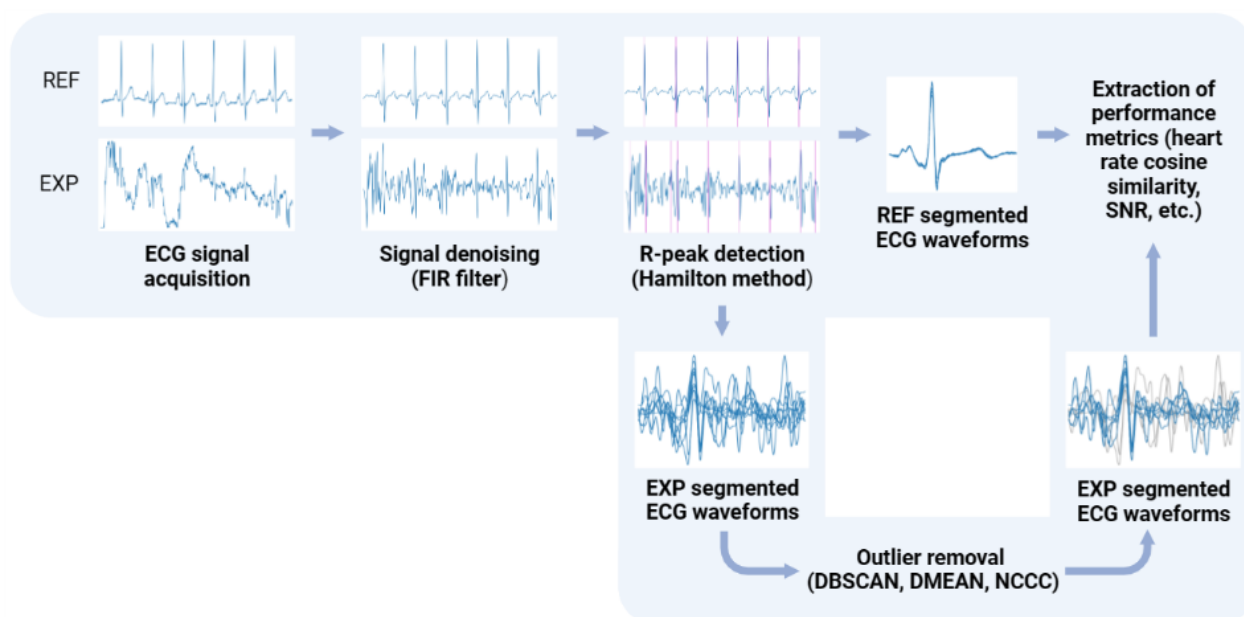 REF
EXP
ECG signal
acquisition
Signal denoising
(FIR filter)
R-peak detection
(Hamilton method)
REF segmented
ECG waveforms
Extraction of
performance
metrics (heart
rate cosine
similarity,
SNR, etc.)
EXP segmented
ECG waveforms
Outlier removal
(DBSCAN, DMEAN, NCCC)
EXP segmented
ECG waveforms